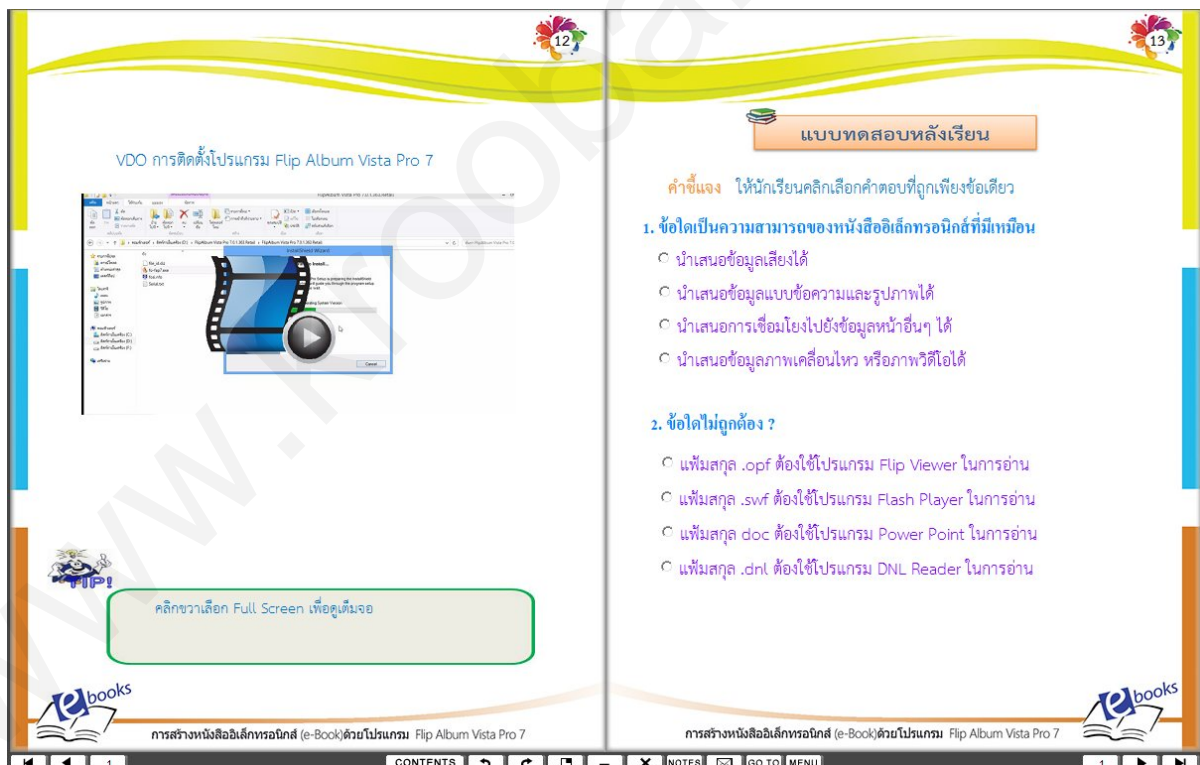 12
VDO การติดตั้งโปรแกรม Flip Album Vista Pro 7
Cancel
TIP!
คลิกขวาเลือก Full Screen เพื่อดูเต็มจอ
ebooks
การสร้างหนังสืออิเล็กทรอนิกส์ (e-Book)ด้วยโปรแกรม Flip Album Vista Pro 7
13
แบบทดสอบหลังเรียน
คำชี้แจง ให้นักเรียนคลิกเลือกคำตอบที่ถูกเพียงข้อเดียว
1. ข้อใดเป็นความสามารถของหนังสืออิเล็กทรอนิกส์ที่มีเหมือน
นำเสนอข้อมูลเสียงได้
นำเสนอข้อมูลแบบข้อความและรูปภาพได้
นำเสนอการเชื่อมโยงไปยังข้อมูลหน้าอื่นๆ ได้
นำเสนอข้อมูลภาพเคลื่อนไหว หรือภาพวิดีโอได้
2. ข้อใดไม่ถูกต้อง ?
แฟ้มสกุล .opf ต้องใช้โปรแกรม Flip Viewer ในการอ่าน
แฟ้มสกุล .swf ต้องใช้โปรแกรม Flash Player ในการอ่าน
แฟ้มสกุล doc ต้องใช้โปรแกรม Power Point ในการอ่าน
แฟ้มสกุล .dnl ต้องใช้โปรแกรม DNL Reader ในการอ่าน
ebooks
การสร้างหนังสืออิเล็กทรอนิกส์ (e-Book)ด้วยโปรแกรม Flip Album Vista Pro 7
1 CONTENTS NOTES GO TO MENU 1